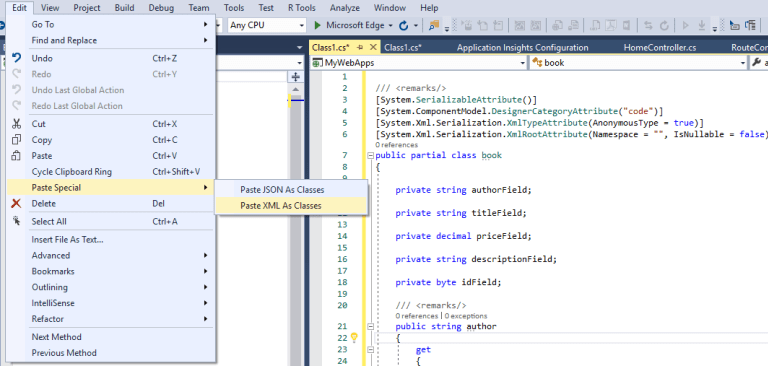 Edit View Project Build Debug Team Tools Test R Tools Analyze Window Help
Any CPU Microsoft Edge
Go To
Find and Replace
Undo Ctrl+Z
Redo Ctrl+Y
Undo Last Global Action
Redo Last Global Action
Cut Ctrl+X
Copy Ctrl+C
Paste Ctrl+V
Cycle Clipboard Ring Ctrl+Shift+V
Paste Special
Delete Del
Select All Ctrl+A
Insert File As Text...
Advanced
Bookmarks
Outlining
IntelliSense
Refactor
Next Method
Previous Method
Paste JSON As Classes
Paste XML As Classes
Class1.cs* Class1.cs* Application Insights Configuration HomeController.cs RouteCon
MyWebApps book a
1
2 /// <remarks/>
3 [System.SerializableAttribute()]
4 [System.ComponentModel.DesignerCategoryAttribute("code")]
5 [System.Xml.Serialization.XmlTypeAttribute(AnonymousType = true)]
6 [System.Xml.Serialization.XmlRootAttribute(Namespace = "", IsNullable = false)
0 references
7 public partial class book
8 {
9
10 private string authorField;
11
12 private string titleField;
13
14 private decimal priceField;
15
16 private string descriptionField;
17
18 private byte idField;
19
20 /// <remarks/>
0 references | 0 exceptions
21 public string author
22 {
23 get
24 {